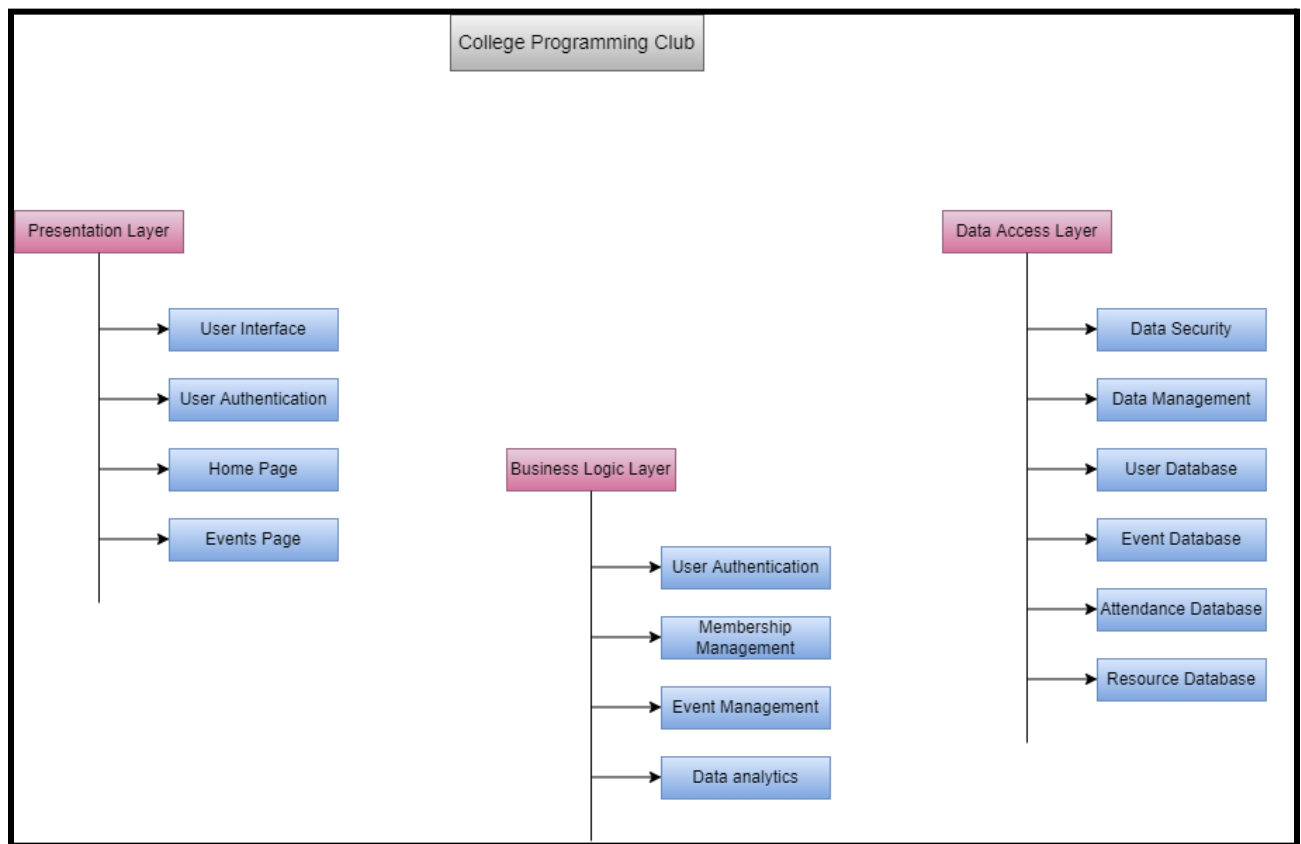 College Programming Club
Presentation Layer
User Interface
User Authentication
Home Page
Events Page
Business Logic Layer
User Authentication
Membership
Management
Event Management
Data analytics
Data Access Layer
Data Security
Data Management
User Database
Event Database
Attendance Database
Resource Database